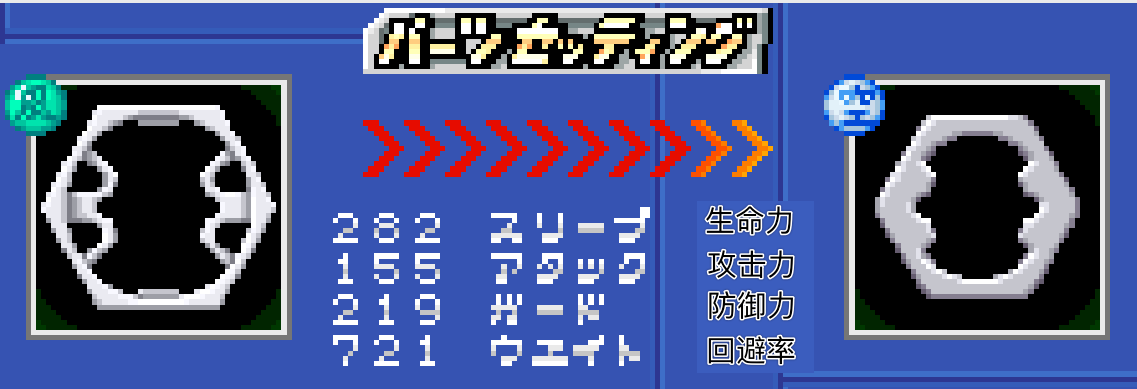 パーツセッティング
風
空
282 スリープ 生命力
155 アタック 攻击力
219 ガード 防御力
721 ウエイト 回避率